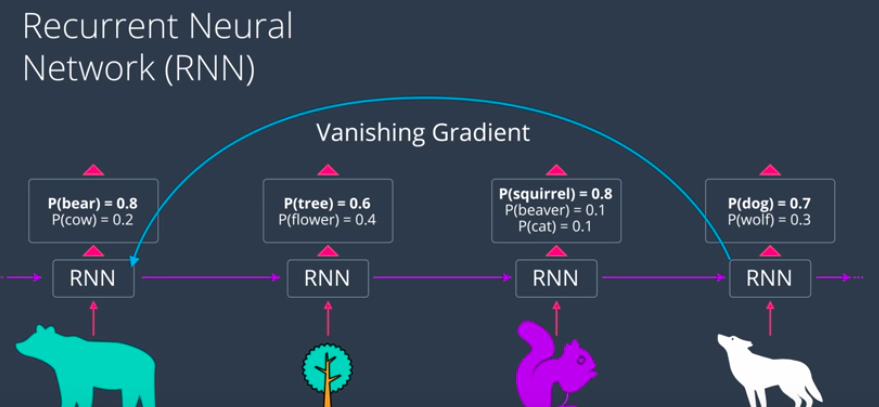 Recurrent Neural
Network (RNN)
Vanishing Gradient
P(bear) = 0.8
P(cow) = 0.2
P(tree) = 0.6
P(flower) = 0.4
P(squirrel) = 0.8
P(beaver) = 0.1
P(cat) = 0.1
P(dog) = 0.7
P(wolf) = 0.3
RNN
RNN
RNN
RNN